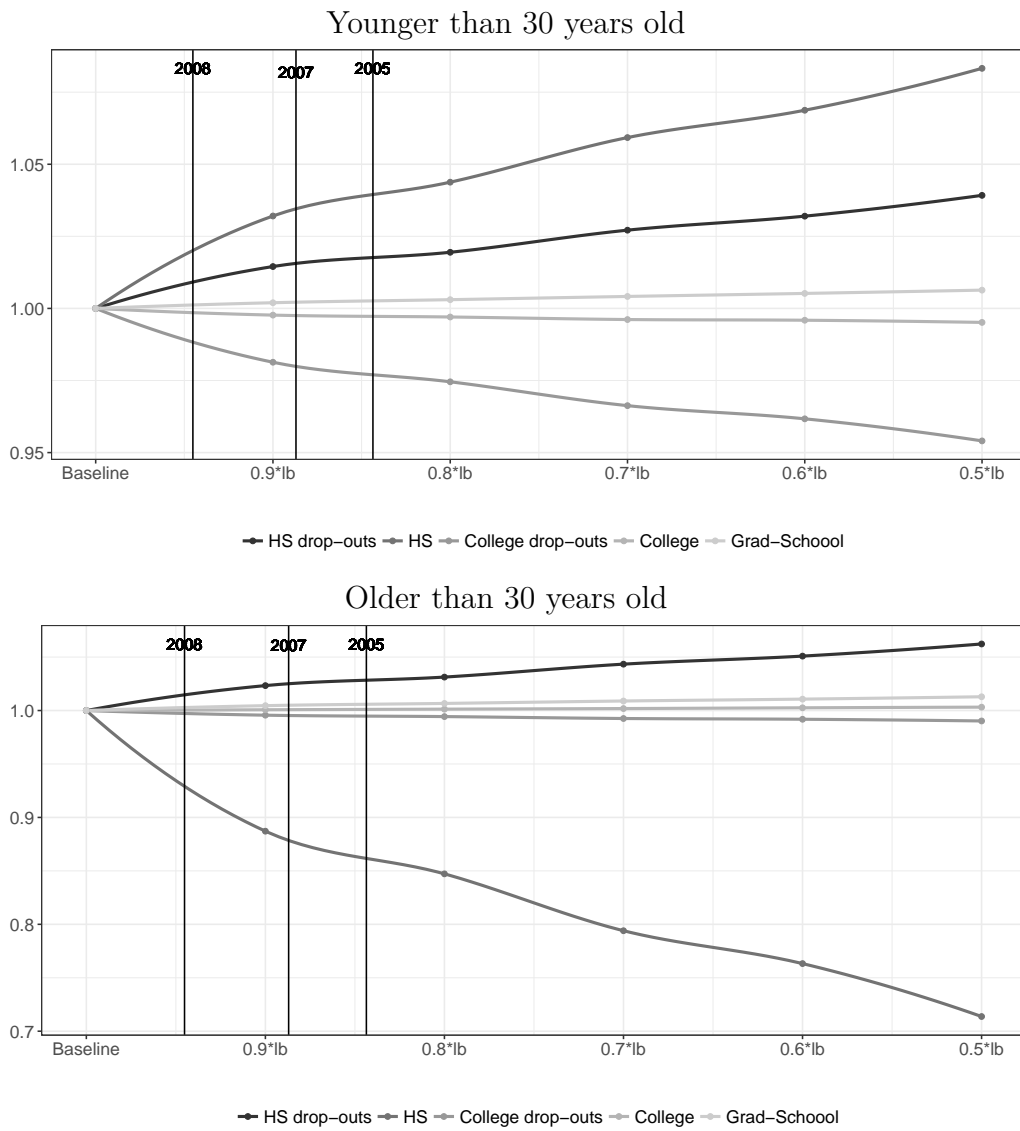 Younger than 30 years old
2008 2007 2005
1.05
1.00
0.95
Baseline 0.9*lb 0.8*lb 0.7*lb 0.6*lb 0.5*lb
HS drop−outs HS College drop−outs College Grad−Schoool
Older than 30 years old
2008 2007 2005
1.0
0.9
0.8
0.7
Baseline 0.9*lb 0.8*lb 0.7*lb 0.6*lb 0.5*lb
HS drop−outs HS College drop−outs College Grad−Schoool